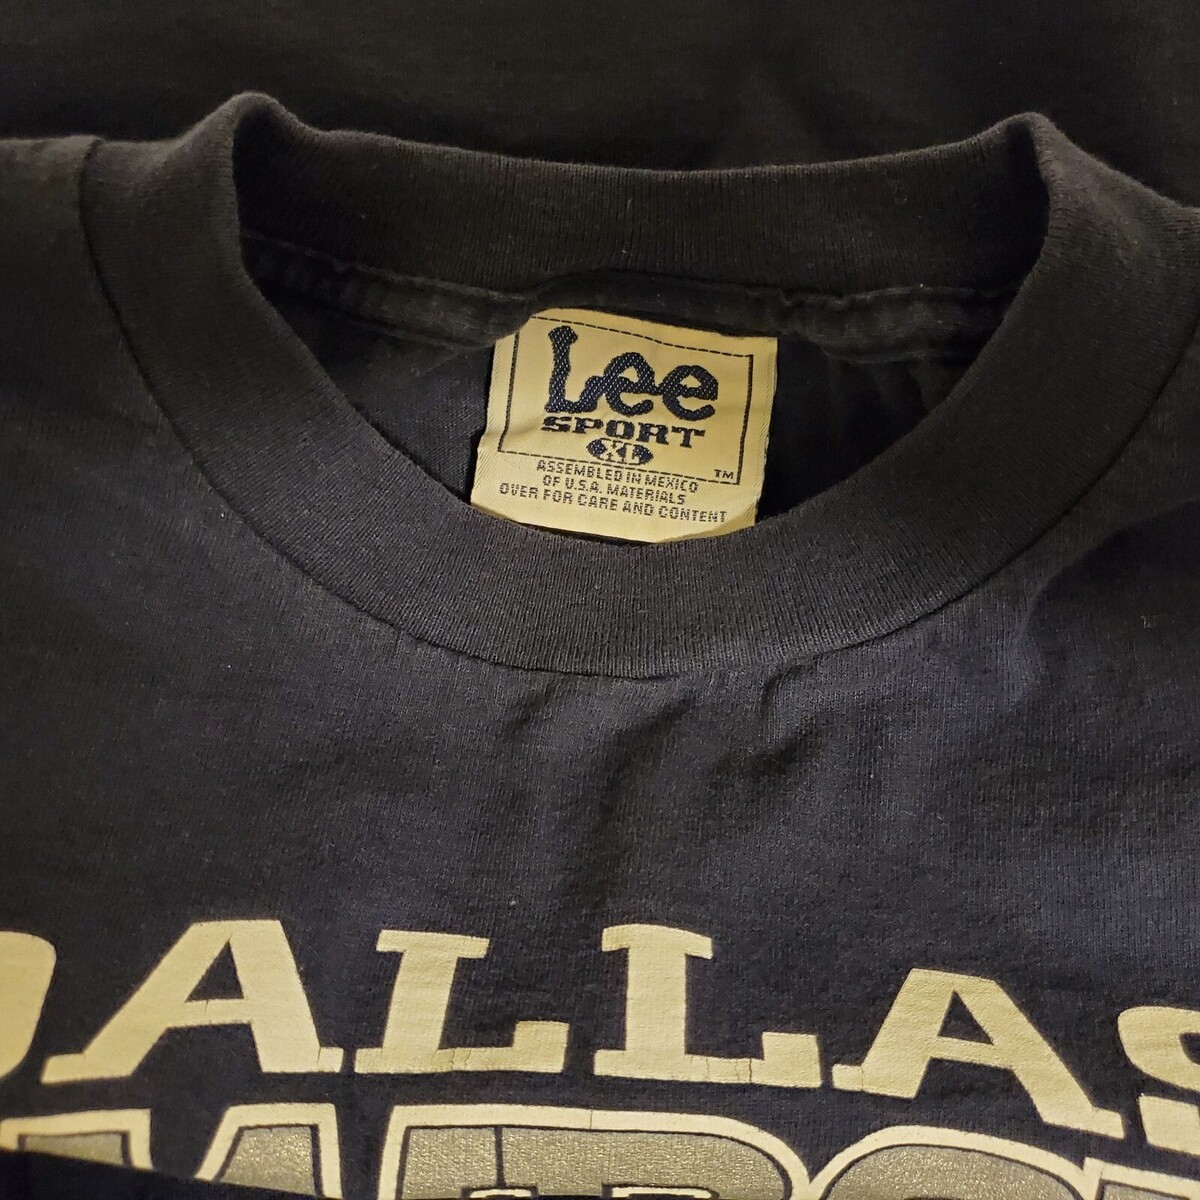 Lee
SPORT
XL
TM
ASSEMBLED IN MEXICO
OF U.S.A. MATERIALS
OVER FOR CARE AND CONTENT
DALLAS